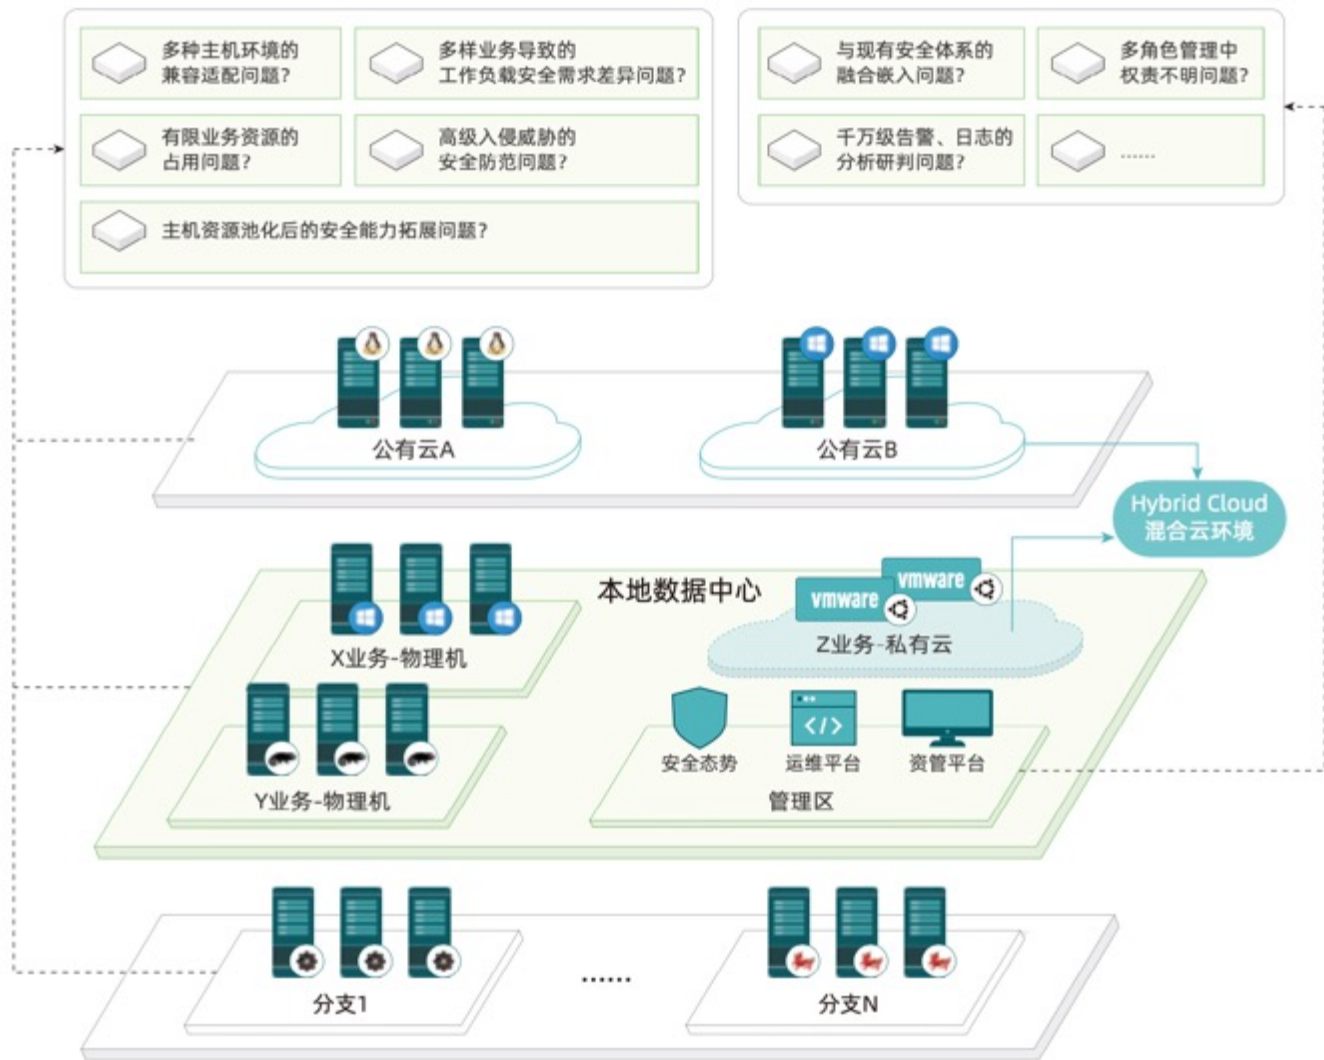 多种主机环境的
兼容适配问题？
多样业务导致的
工作负载安全需求差异问题？
有限业务资源的
占用问题？
高级入侵威胁的
安全防范问题？
主机资源池化后的安全能力拓展问题？
与现有安全体系的
融合嵌入问题？
多角色管理中
权责不明问题？
千万级告警、日志的
分析研判问题？
......
公有云A
公有云B
Hybrid Cloud
混合云环境
本地数据中心
vmware
vmware
X业务-物理机
Z业务-私有云
Y业务-物理机
安全态势
运维平台
资管平台
管理区
分支1
......
分支N